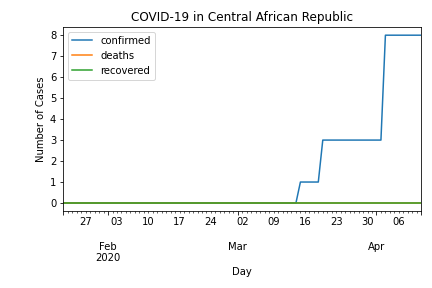 COVID-19 in Central African Republic
confirmed
deaths
recovered
Number of Cases
8
7
6
5
4
3
2
1
0
27 03 10 17 24 02 09 16 23 30 06
Feb Mar Apr
2020
Day